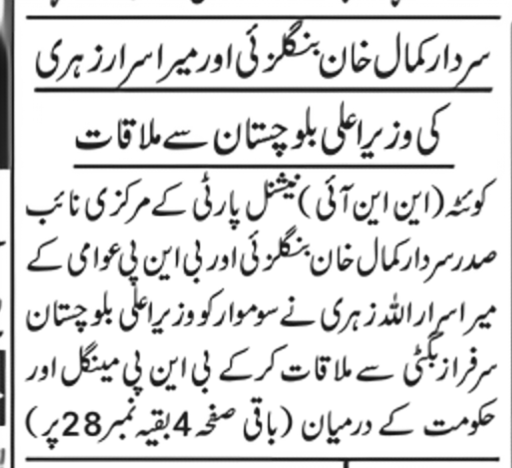 سردار کمال خان بنگلزئی اور میر اسرار زہری
کی وزیراعلی بلوچستان سے ملاقات
کوئٹہ (این این آئی) نیشنل پارٹی کے مرکزی نائب
صدر سردار کمال خان بنگلزئی اور بی این پی عوامی کے
میر اسرار اللہ زہری نے سوموار کو وزیراعلیٰ بلوچستان
سرفراز بگٹی سے ملاقات کرکے بی این پی مینگل اور
حکومت کے درمیان (باقی صفحہ 4 بقیہ نمبر 28 پر)